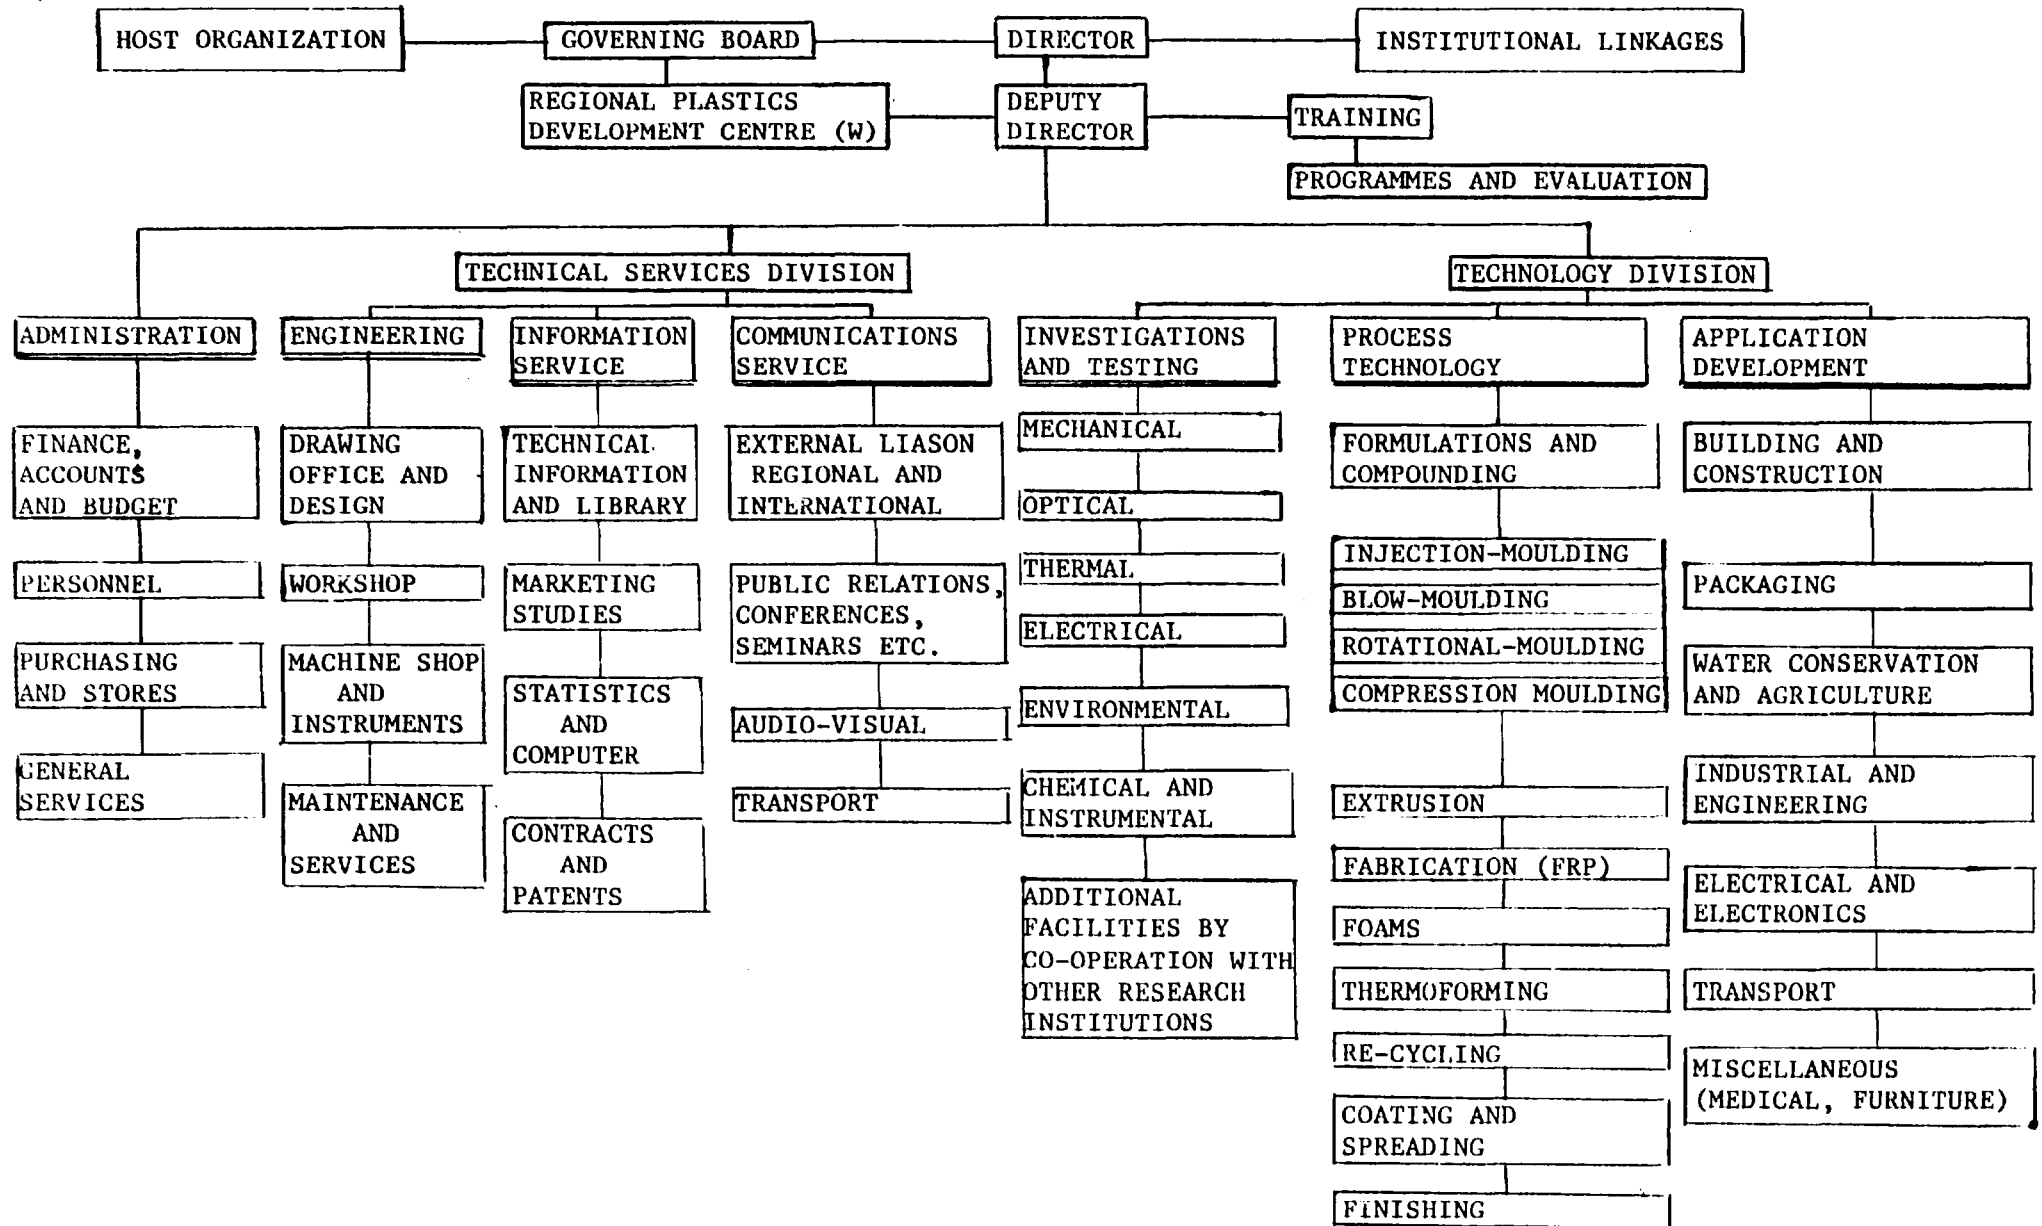 HOST ORGANIZATION
GOVERNING BOARD
DIRECTOR
INSTITUTIONAL LINKAGES
REGIONAL PLASTICS
DEVELOPMENT CENTRE (W)
DEPUTY
DIRECTOR
TRAINING
PROGRAMMES AND EVALUATION
TECHNICAL SERVICES DIVISION
TECHNOLOGY DIVISION
ADMINISTRATION
FINANCE,
ACCOUNTS
AND BUDGET
PERSONNEL
PURCHASING
AND STORES
GENERAL
SERVICES
ENGINEERING
DRAWING
OFFICE AND
DESIGN
WORKSHOP
MACHINE SHOP
AND
INSTRUMENTS
MAINTENANCE
AND
SERVICES
INFORMATION
SERVICE
TECHNICAL
INFORMATION
AND LIBRARY
MARKETING
STUDIES
STATISTICS
AND
COMPUTER
CONTRACTS
AND
PATENTS
COMMUNICATIONS
SERVICE
EXTERNAL LIASON
REGIONAL AND
INTERNATIONAL
PUBLIC RELATIONS,
CONFERENCES,
SEMINARS ETC.
AUDIO-VISUAL
TRANSPORT
INVESTIGATIONS
AND TESTING
MECHANICAL
OPTICAL
THERMAL
ELECTRICAL
ENVIRONMENTAL
CHEMICAL AND
INSTRUMENTAL
ADDITIONAL
FACILITIES BY
CO-OPERATION WITH
OTHER RESEARCH
INSTITUTIONS
PROCESS
TECHNOLOGY
FORMULATIONS AND
COMPOUNDING
INJECTION-MOULDING
BLOW-MOULDING
ROTATIONAL-MOULDING
COMPRESSION MOULDING
EXTRUSION
FABRICATION (FRP)
FOAMS
THERMOFORMING
RE-CYCLING
COATING AND
SPREADING
FINISHING
APPLICATION
DEVELOPMENT
BUILDING AND
CONSTRUCTION
PACKAGING
WATER CONSERVATION
AND AGRICULTURE
INDUSTRIAL AND
ENGINEERING
ELECTRICAL AND
ELECTRONICS
TRANSPORT
MISCELLANEOUS
(MEDICAL, FURNITURE)